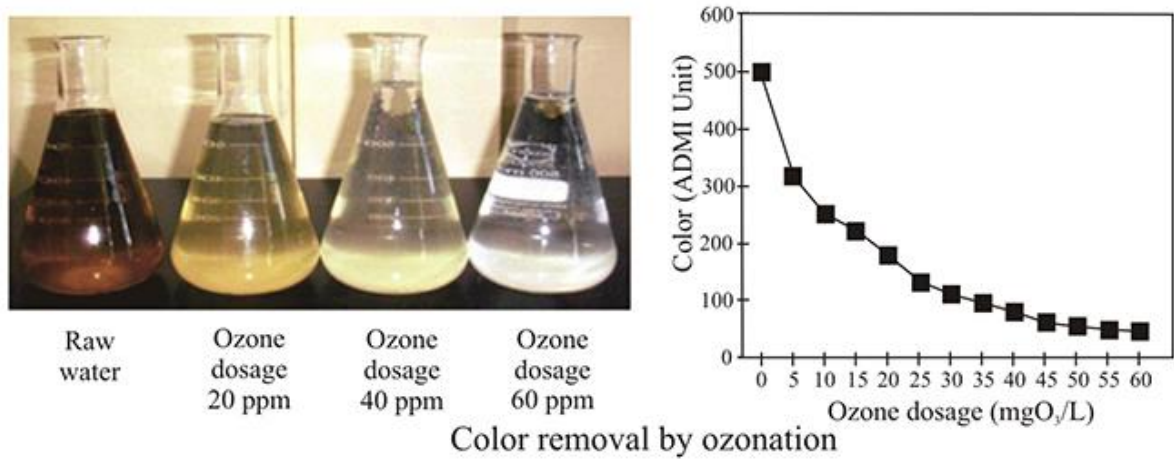 Raw
water
Ozone
dosage
20 ppm
Ozone
dosage
40 ppm
Ozone
dosage
60 ppm
600
500
400
300
200
100
0
Color (ADMI Unit)
0 5 10 15 20 25 30 35 40 45 50 55 60
Ozone dosage (mgO₃/L)
Color removal by ozonation